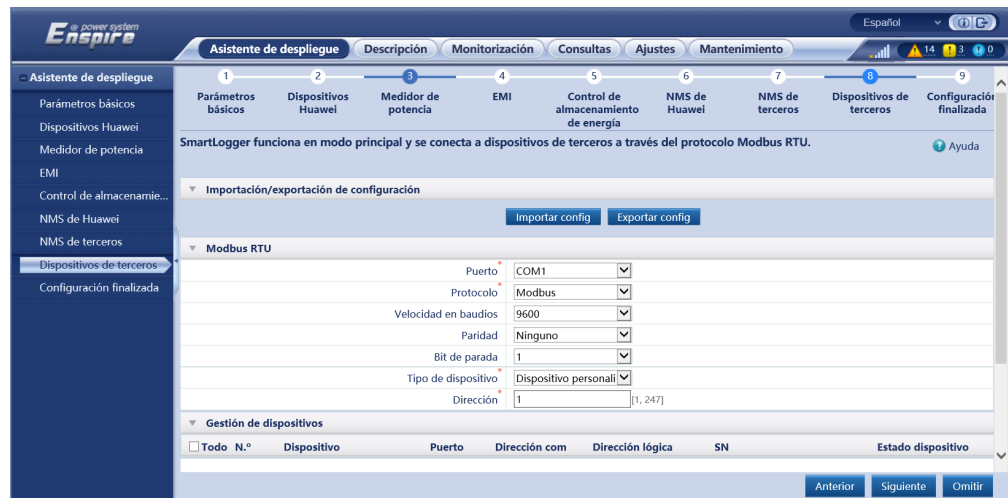 @ power system
Enspire
Español
Asistente de despliegue
Descripción
Monitorización
Consultas
Ajustes
Mantenimiento
14
3
0
Asistente de despliegue
Parámetros básicos
Dispositivos Huawei
Medidor de potencia
EMI
Control de almacenamie...
NMS de Huawei
NMS de terceros
Dispositivos de terceros
Configuración finalizada
1
2
3
4
5
6
7
8
9
Parámetros básicos
Dispositivos Huawei
Medidor de potencia
EMI
Control de almacenamiento de energía
NMS de Huawei
NMS de terceros
Dispositivos de terceros
Configuración finalizada
SmartLogger funciona en modo principal y se conecta a dispositivos de terceros a través del protocolo Modbus RTU.
Ayuda
Importación/exportación de configuración
Importar config
Exportar config
Modbus RTU
Puerto* COM1
Protocolo* Modbus
Velocidad en baudios 9600
Paridad Ninguno
Bit de parada 1
Tipo de dispositivo* Dispositivo personali
Dirección* 1 [1, 247]
Gestión de dispositivos
Todo N.º Dispositivo Puerto Dirección com Dirección lógica SN Estado dispositivo
Anterior
Siguiente
Omitir